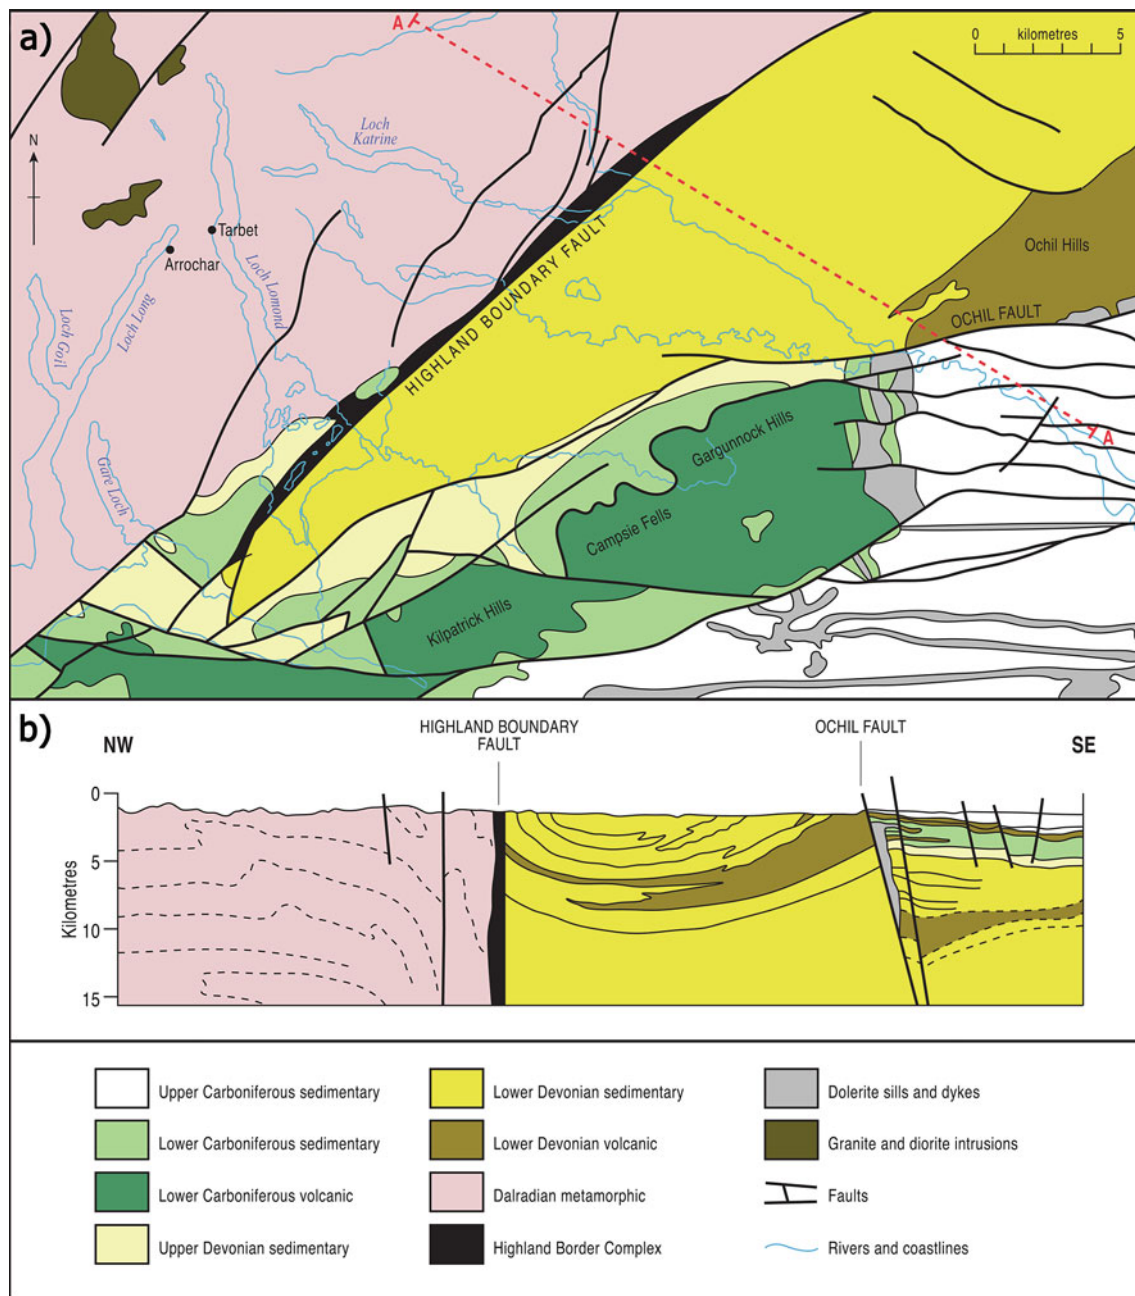 a)
A
0 kilometres 5
N
Loch
Katrine
Tarbet
Arrochar
Loch Lomond
Loch Long
Loch Goil
Gare Loch
HIGHLAND BOUNDARY FAULT
Ochil Hills
OCHIL FAULT
Gargunnock Hills
A
Campsie Fells
Kilpatrick Hills
b)
NW
HIGHLAND BOUNDARY
FAULT
OCHIL FAULT
SE
Kilometres
0
5
10
15
Upper Carboniferous sedimentary
Lower Carboniferous sedimentary
Lower Carboniferous volcanic
Upper Devonian sedimentary
Lower Devonian sedimentary
Lower Devonian volcanic
Dalradian metamorphic
Highland Border Complex
Dolerite sills and dykes
Granite and diorite intrusions
Faults
Rivers and coastlines